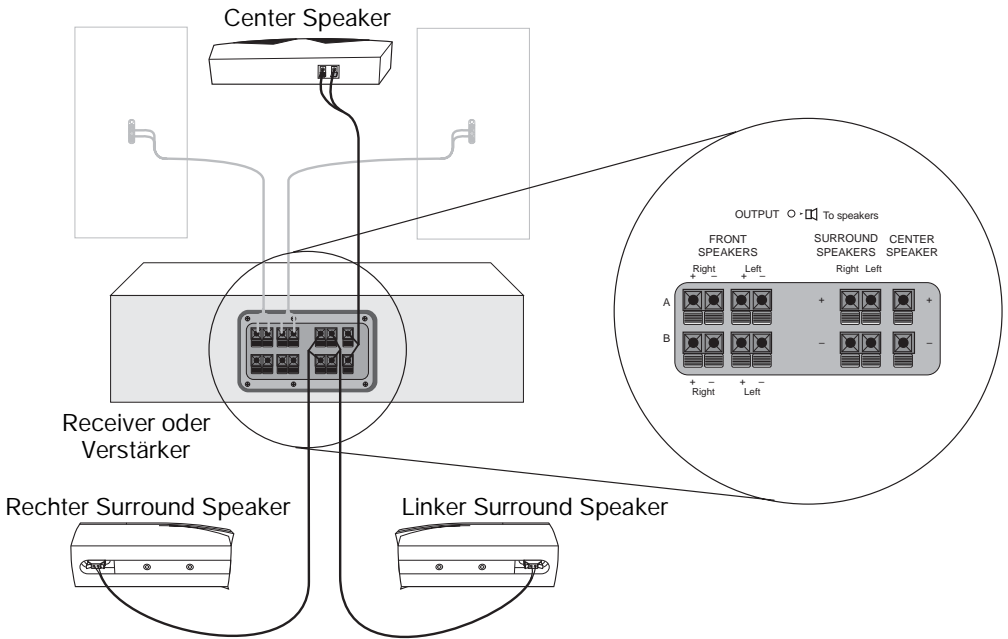 Center Speaker
OUTPUT
To speakers
FRONT
SPEAKERS
SURROUND
SPEAKERS
CENTER
SPEAKER
Right
Left
Right Left
+ –
+ –
A
+
+
B
–
–
+ –
+ –
Right
Left
Receiver oder
Verstärker
Rechter Surround Speaker
Linker Surround Speaker